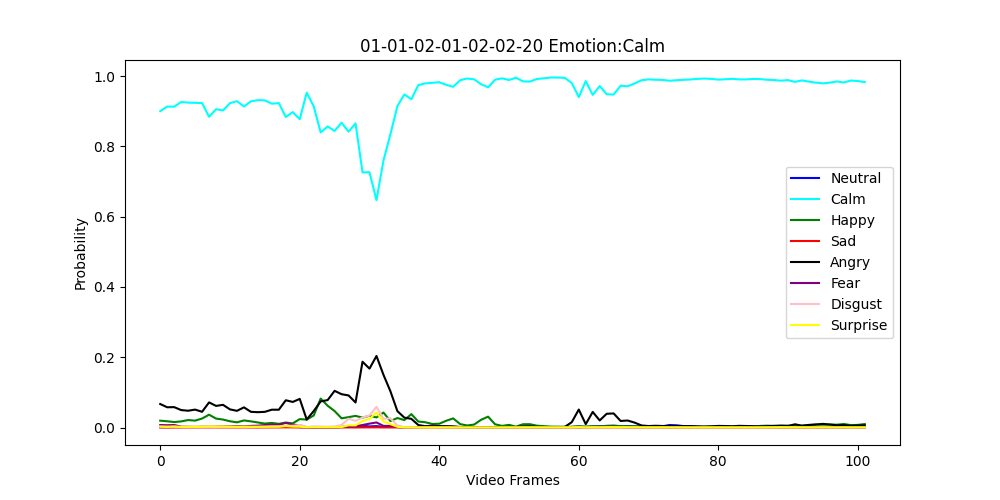 01-01-02-01-02-02-20 Emotion:Calm
Probability
1.0
0.8
0.6
0.4
0.2
0.0
Neutral
Calm
Happy
Sad
Angry
Fear
Disgust
Surprise
0 20 40 60 80 100
Video Frames